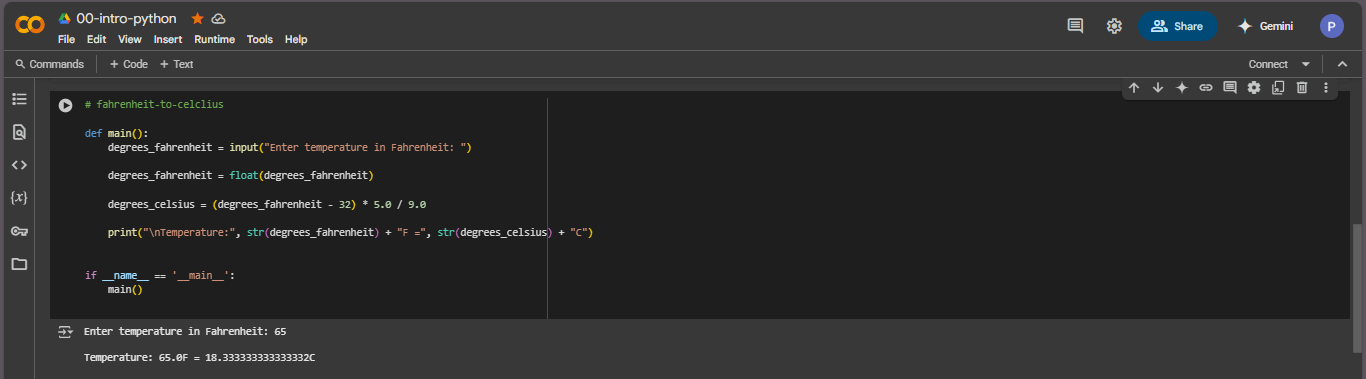 00-intro-python
File Edit View Insert Runtime Tools Help
Share
Gemini
P
Commands + Code + Text
Connect
# fahrenheit-to-celclius
def main():
    degrees_fahrenheit = input("Enter temperature in Fahrenheit: ")
    degrees_fahrenheit = float(degrees_fahrenheit)
    degrees_celsius = (degrees_fahrenheit - 32) * 5.0 / 9.0
    print("\nTemperature:", str(degrees_fahrenheit) + "F =", str(degrees_celsius) + "C")
if __name__ == '__main__':
    main()
Enter temperature in Fahrenheit: 65
Temperature: 65.0F = 18.333333333333332C